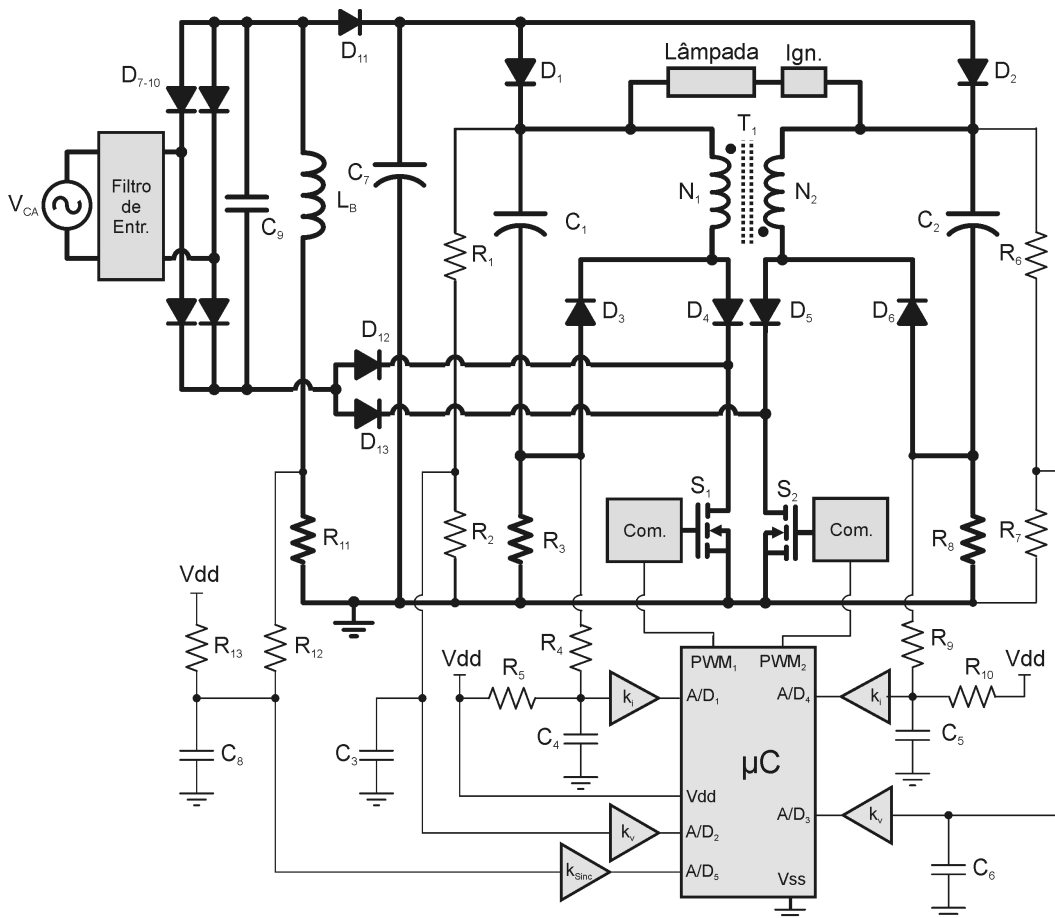 D₁₁
D₁
Lâmpada
Ign.
D₂
D₇₋₁₀
V_CA
Filtro
de
Entr.
C₉
L_B
C₇
R₁
C₁
T₁
N₁
N₂
C₂
R₆
D₃
D₄
D₅
D₆
D₁₂
D₁₃
R₁₁
R₂
R₃
Com.
S₁
S₂
Com.
R₈
R₇
Vdd
R₁₃
R₁₂
C₈
C₃
Vdd
R₅
R₄
C₄
kᵢ
PWM₁
PWM₂
A/D₁
A/D₄
µC
Vdd
A/D₃
A/D₂
A/D₅
Vss
kᵥ
k_Sinc
kᵢ
R₉
R₁₀
Vdd
C₅
kᵥ
C₆